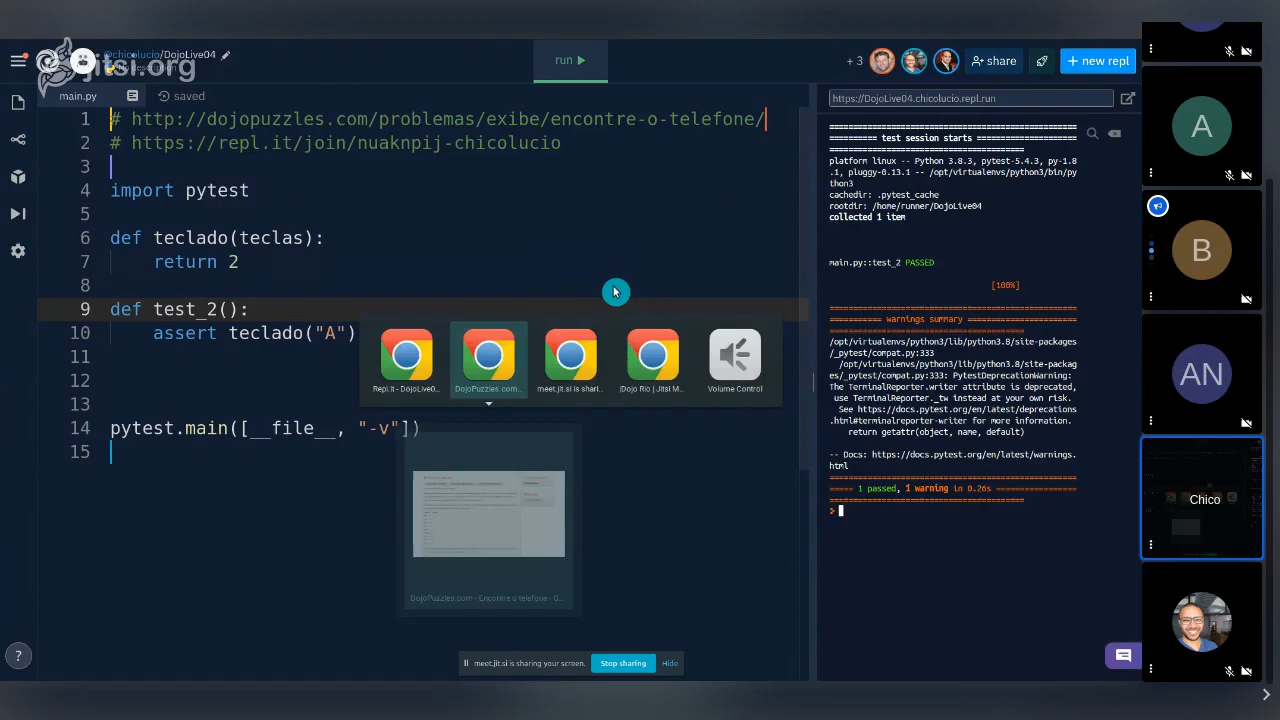 @chicolucio/DojoLive04
No description
jitsi.org
run
+ 3
share
+ new repl
main.py
saved
https://DojoLive04.chicolucio.repl.run
1 # http://dojopuzzles.com/problemas/exibe/encontre-o-telefone/
2 # https://repl.it/join/nuaknpij-chicolucio
3
4 import pytest
5
6 def teclado(teclas):
7     return 2
8
9 def test_2():
10     assert teclado("A")
11
12
13
14 pytest.main([__file__, "-v"])
15
Repl.it - DojoLive0...
DojoPuzzles.com...
meet.jit.si is shari...
|Dojo Rio | Jitsi M...
Volume Control
DojoPuzzles.com - Encontre o telefone - G...
meet.jit.si is sharing your screen.
Stop sharing
Hide
?
========== test session starts ==========
platform linux -- Python 3.8.3, pytest-5.4.3, py-1.8
.1, pluggy-0.13.1 -- /opt/virtualenvs/python3/bin/py
thon3
cachedir: .pytest_cache
rootdir: /home/runner/DojoLive04
collected 1 item
main.py::test_2 PASSED
[100%]
=========== warnings summary ===========
/opt/virtualenvs/python3/lib/python3.8/site-packages
/_pytest/compat.py:333
/opt/virtualenvs/python3/lib/python3.8/site-packag
es/_pytest/compat.py:333: PytestDeprecationWarning:
The TerminalReporter.writer attribute is deprecated,
use TerminalReporter._tw instead at your own risk.
See https://docs.pytest.org/en/latest/deprecations
.html#terminalreporter-writer for more information.
return getattr(object, name, default)
-- Docs: https://docs.pytest.org/en/latest/warnings.
html
===== 1 passed, 1 warning in 0.26s =====
>
A
B
AN
Chico